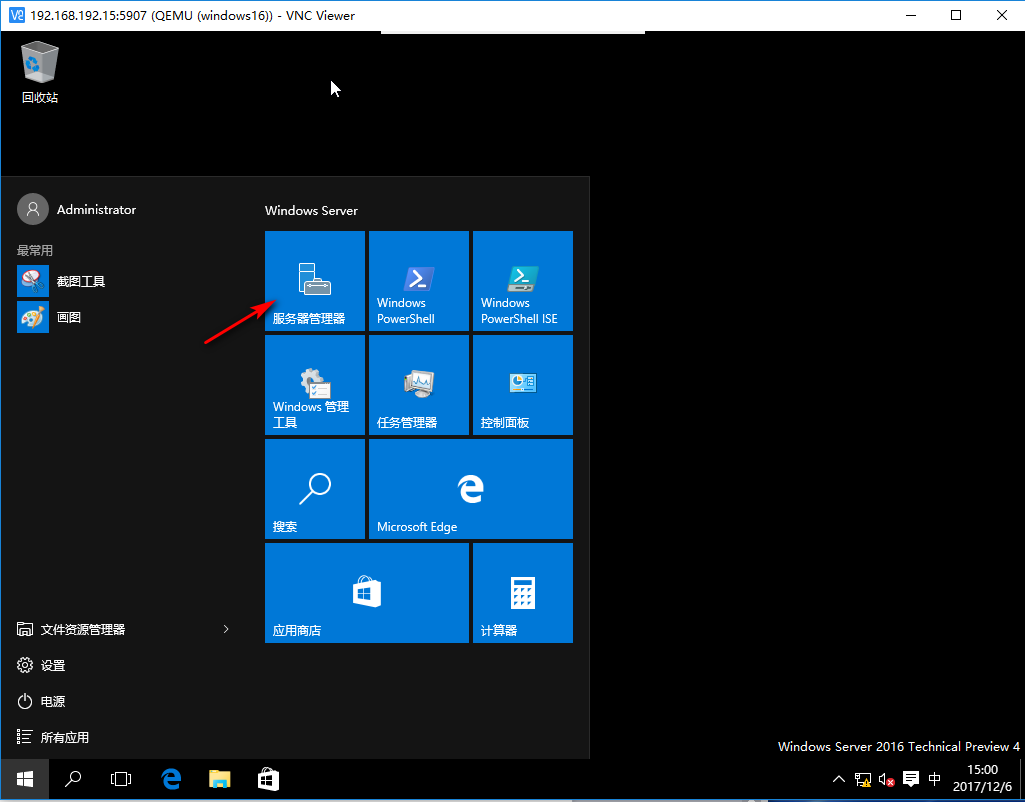 192.168.192.15:5907 (QEMU (windows16)) - VNC Viewer
回收站
Administrator
最常用
截图工具
画图
文件资源管理器
设置
电源
所有应用
Windows Server
服务器管理器
Windows
PowerShell
Windows
PowerShell ISE
Windows 管理
工具
任务管理器
控制面板
搜索
Microsoft Edge
应用商店
计算器
Windows Server 2016 Technical Preview 4
中
15:00
2017/12/6